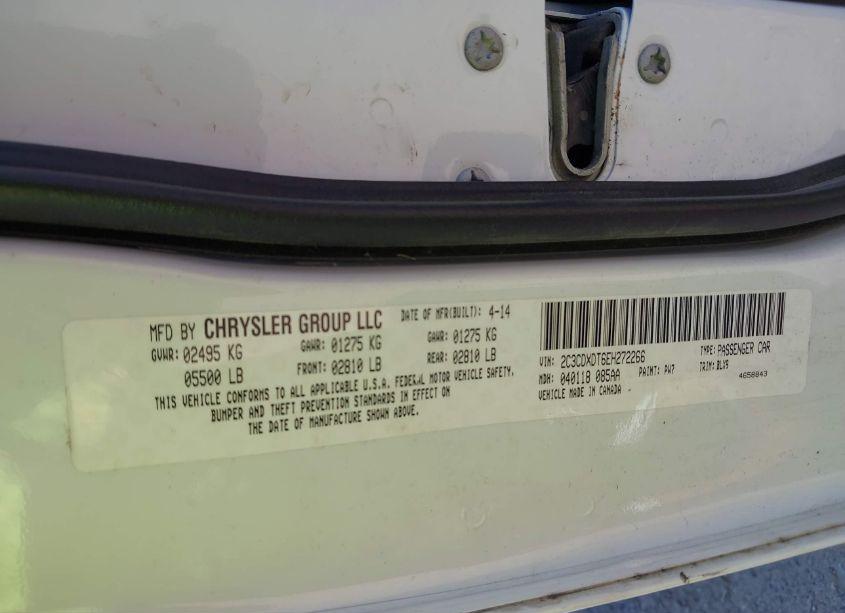 MFD BY CHRYSLER GROUP LLC DATE OF MFR(BUILT): 4-14
GVWR: 02495 KG GAWR: 01275 KG GAWR: 01275 KG
05500 LB FRONT: 02810 LB REAR: 02810 LB
THIS VEHICLE CONFORMS TO ALL APPLICABLE U.S.A. FEDERAL MOTOR VEHICLE SAFETY,
BUMPER AND THEFT PREVENTION STANDARDS IN EFFECT ON
THE DATE OF MANUFACTURE SHOWN ABOVE.
VIN: 2C3CDXDT6EH272266 TYPE: PASSENGER CAR
MDH: 040118 085AA PAINT: PW7 TRIM: BLX9
VEHICLE MADE IN CANADA 4658843